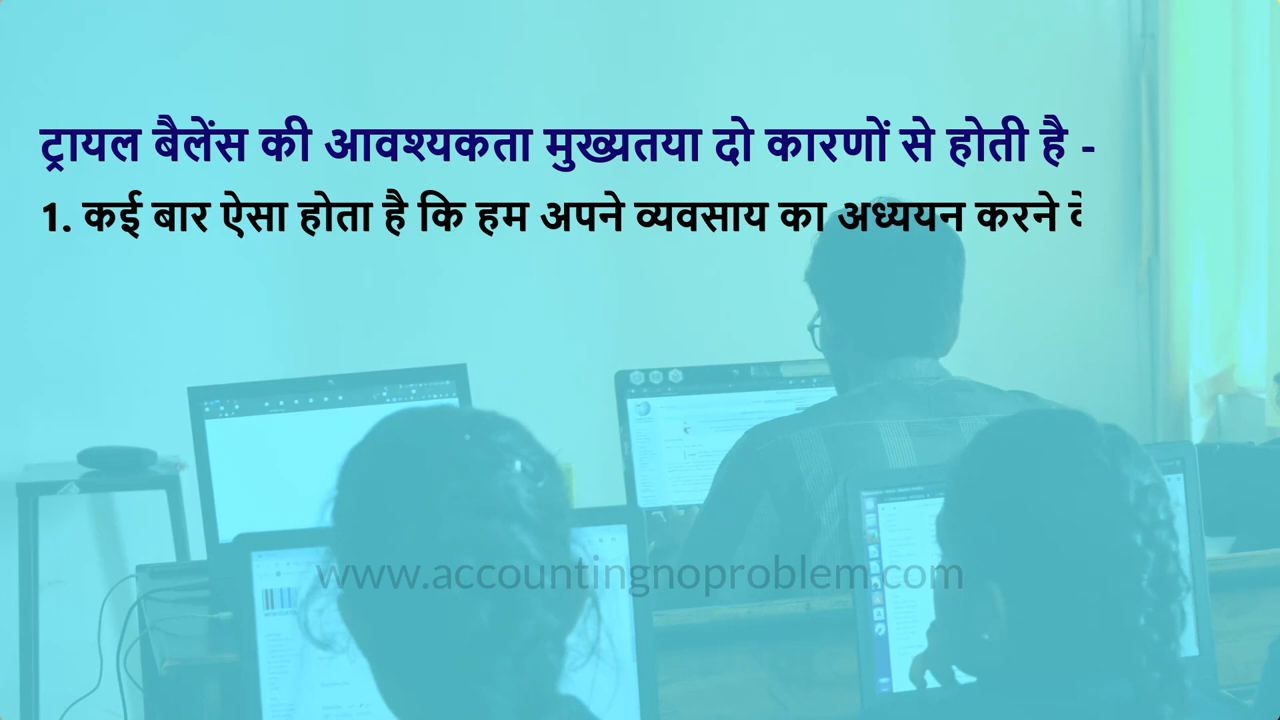 ट्रायल बैलेंस की आवश्यकता मुख्यतया दो कारणों से होती है -
1. कई बार ऐसा होता है कि हम अपने व्यवसाय का अध्ययन करने
www.accountingnoproblem.com